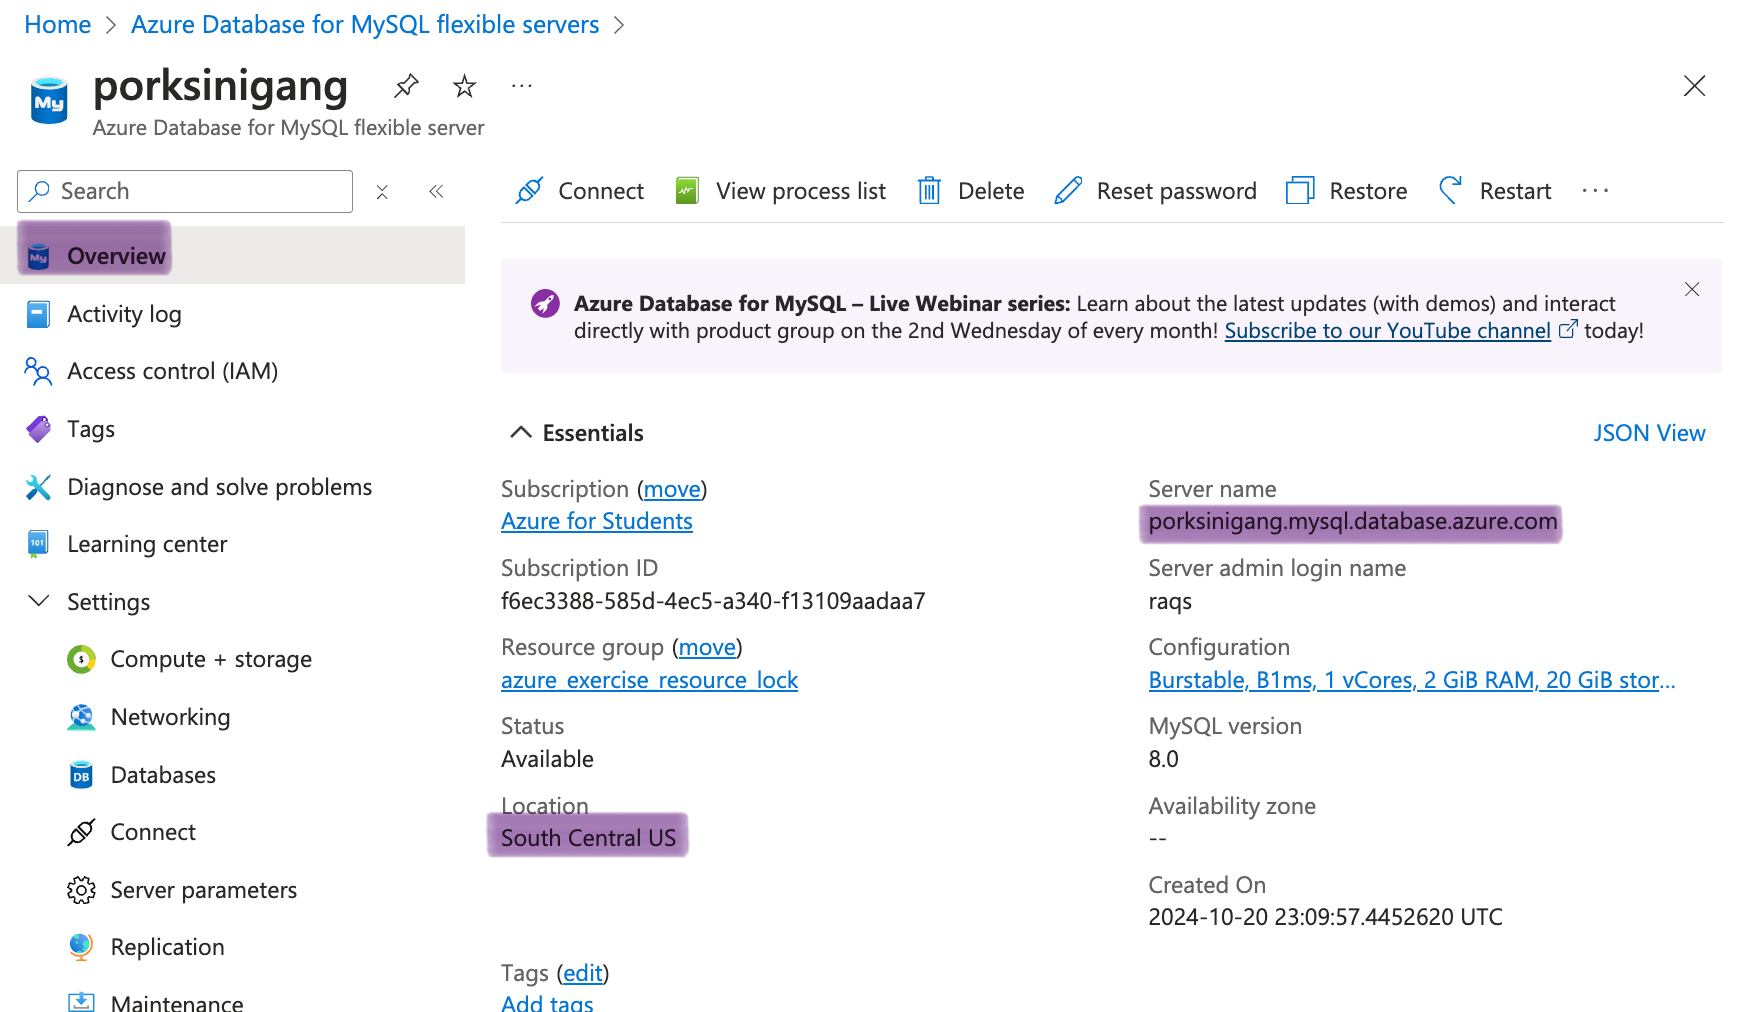 Home > Azure Database for MySQL flexible servers >
My
porksinigang ...
Azure Database for MySQL flexible server
Search
Connect View process list Delete Reset password Restore Restart ...
My Overview
Activity log
Access control (IAM)
Tags
Diagnose and solve problems
101 Learning center
Settings
$ Compute + storage
Networking
DB Databases
Connect
Server parameters
Replication
Maintenance
Azure Database for MySQL – Live Webinar series: Learn about the latest updates (with demos) and interact
directly with product group on the 2nd Wednesday of every month! Subscribe to our YouTube channel today!
Essentials
JSON View
Subscription (move)
Azure for Students
Subscription ID
f6ec3388-585d-4ec5-a340-f13109aadaa7
Resource group (move)
azure_exercise_resource_lock
Status
Available
Location
South Central US
Server name
porksinigang.mysql.database.azure.com
Server admin login name
raqs
Configuration
Burstable, B1ms, 1 vCores, 2 GiB RAM, 20 GiB stor...
MySQL version
8.0
Availability zone
--
Created On
2024-10-20 23:09:57.4452620 UTC
Tags (edit)
Add tags